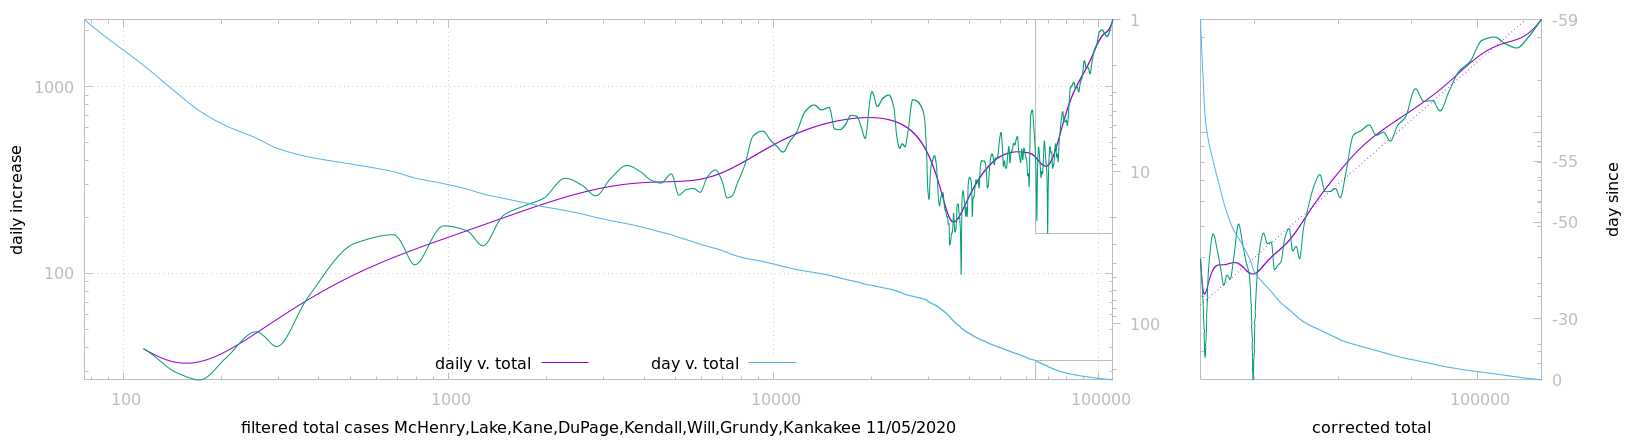 1 -59
1000
daily increase
-55
10
-50
day since
100
100 -30
daily v. total day v. total
0
100 1000 10000 100000 100000
filtered total cases McHenry,Lake,Kane,DuPage,Kendall,Will,Grundy,Kankakee 11/05/2020 corrected total